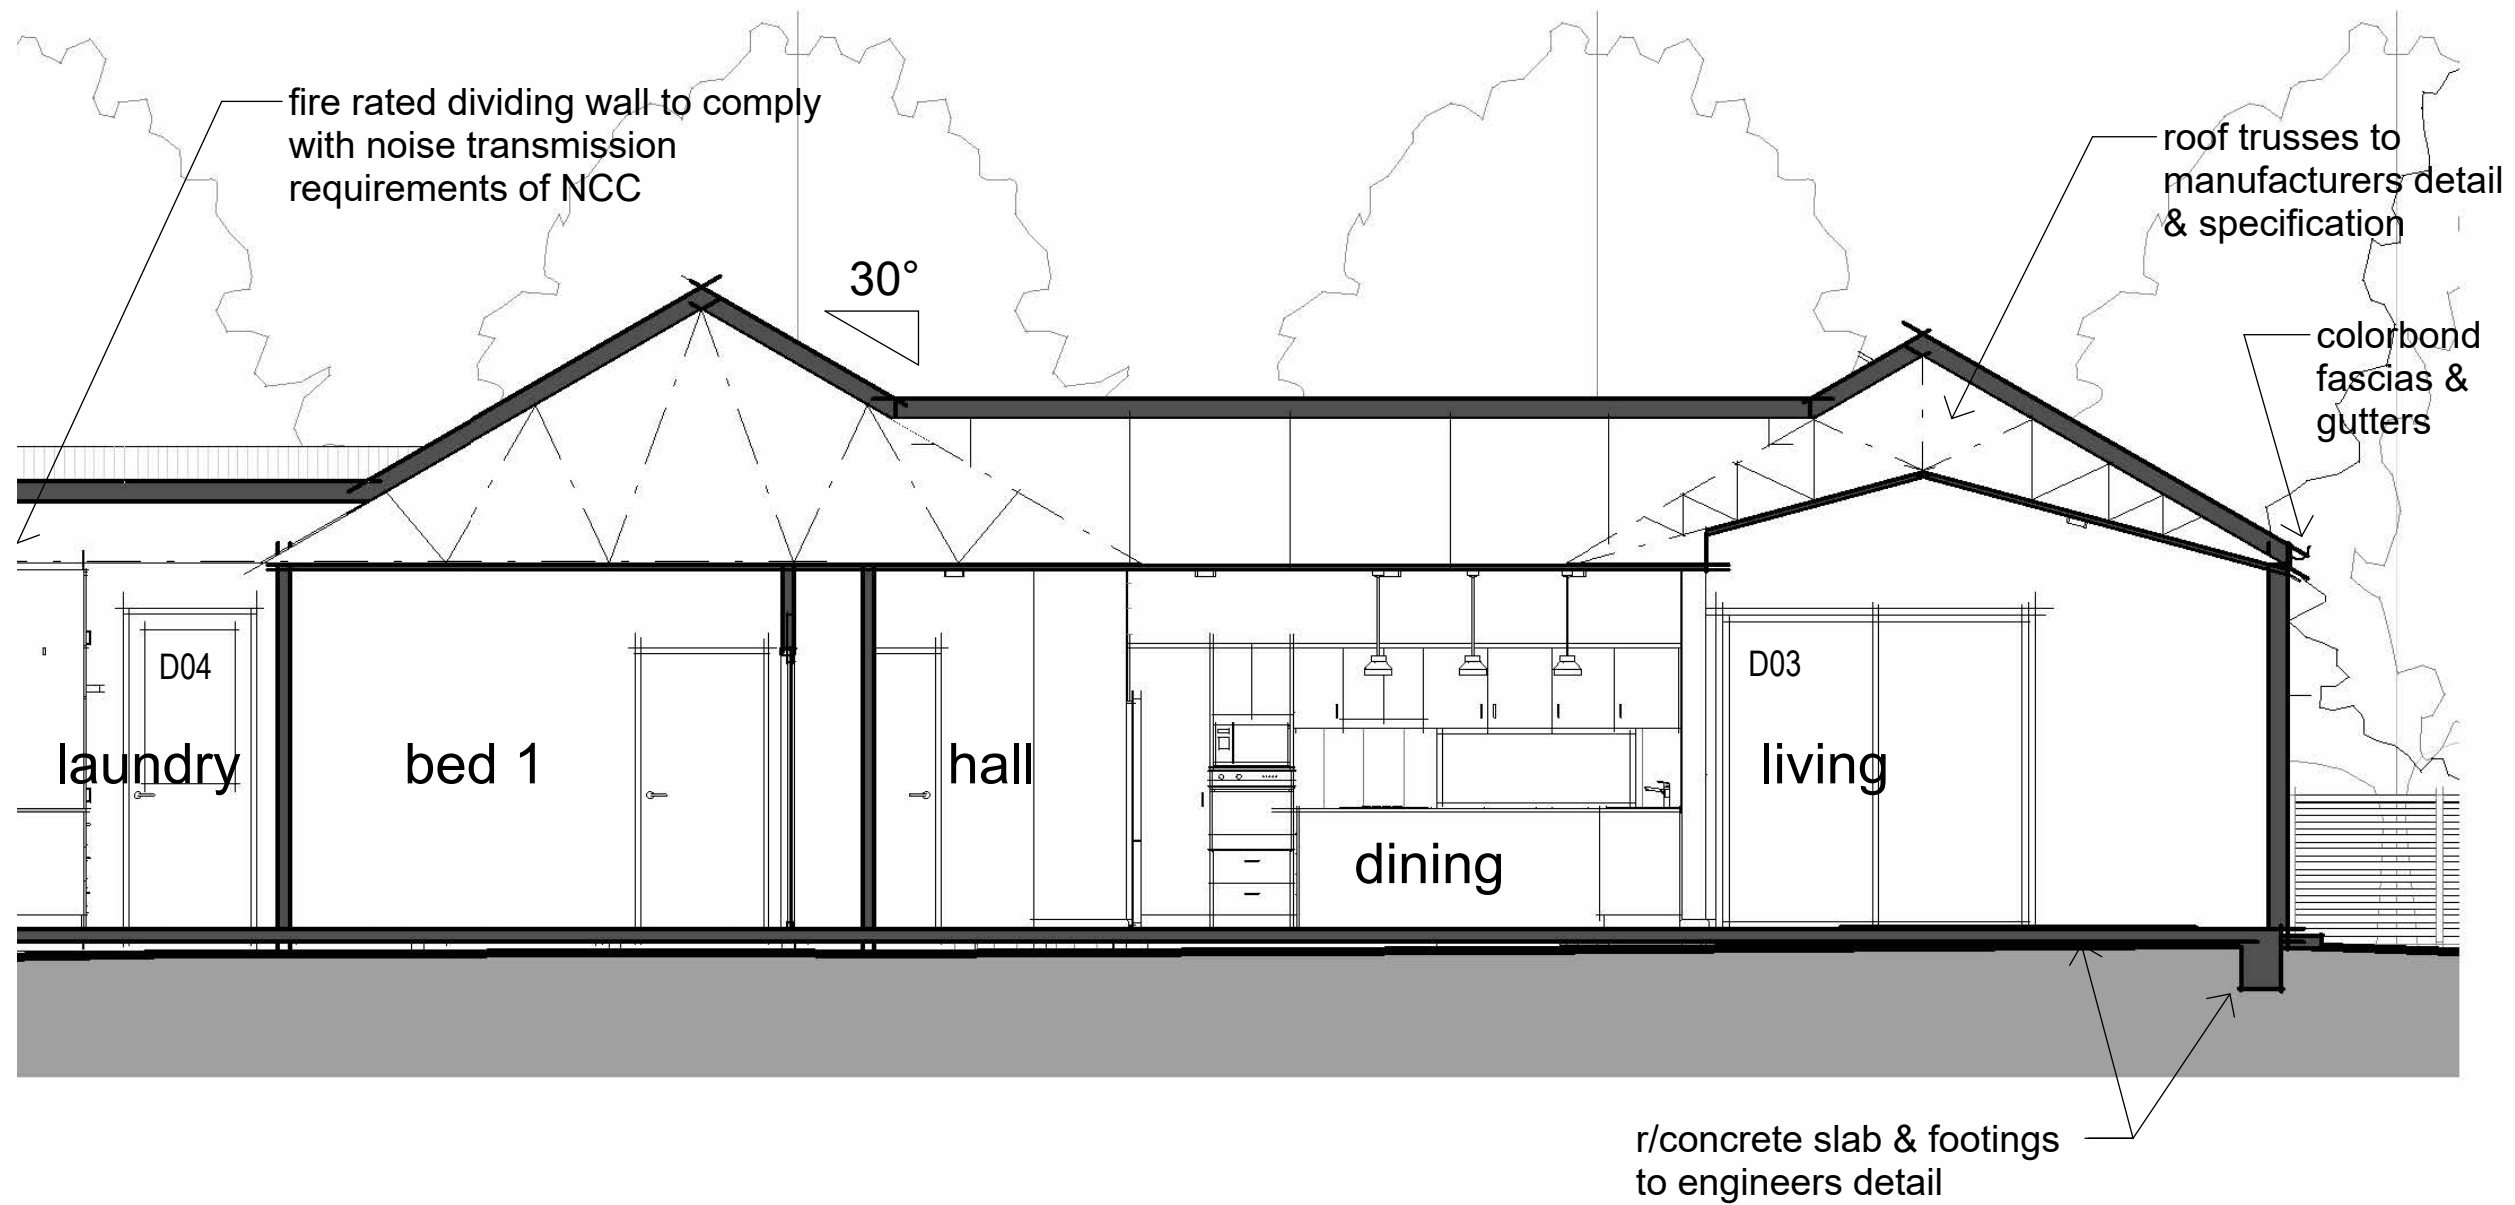 fire rated dividing wall to comply
with noise transmission
requirements of NCC
roof trusses to
manufacturers detail
& specification
30°
colorbond
fascias &
gutters
D04
D03
laundry
bed 1
hall
living
dining
r/concrete slab & footings
to engineers detail